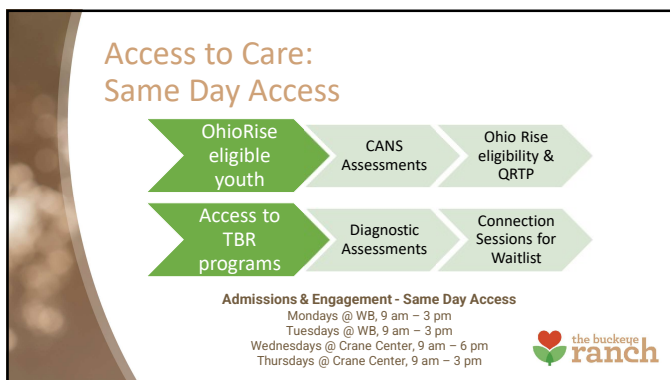 Access to Care:
Same Day Access
OhioRise
eligible
youth
CANS
Assessments
Ohio Rise
eligibility &
QRTP
Access to
TBR
programs
Diagnostic
Assessments
Connection
Sessions for
Waitlist
Admissions & Engagement - Same Day Access
Mondays @ WB, 9 am – 3 pm
Tuesdays @ WB, 9 am – 3 pm
Wednesdays @ Crane Center, 9 am – 6 pm
Thursdays @ Crane Center, 9 am – 3 pm
the buckeye
ranch